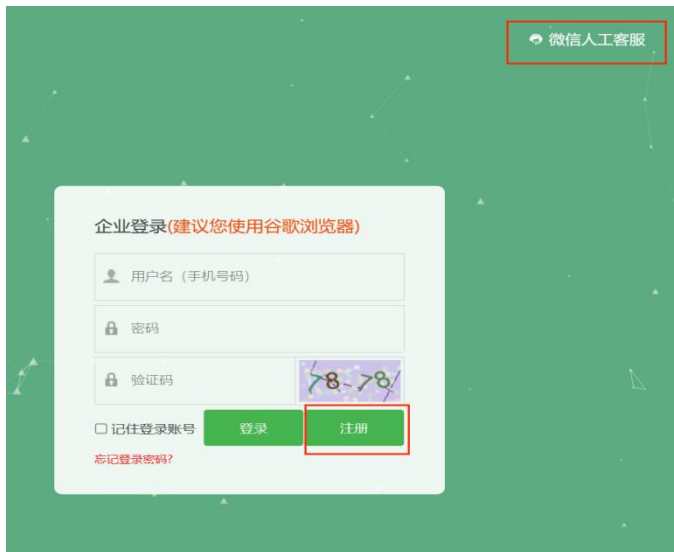 微信人工客服
企业登录(建议您使用谷歌浏览器)
用户名（手机号码）
密码
验证码
78-78
记住登录账号
登录
注册
忘记登录密码?